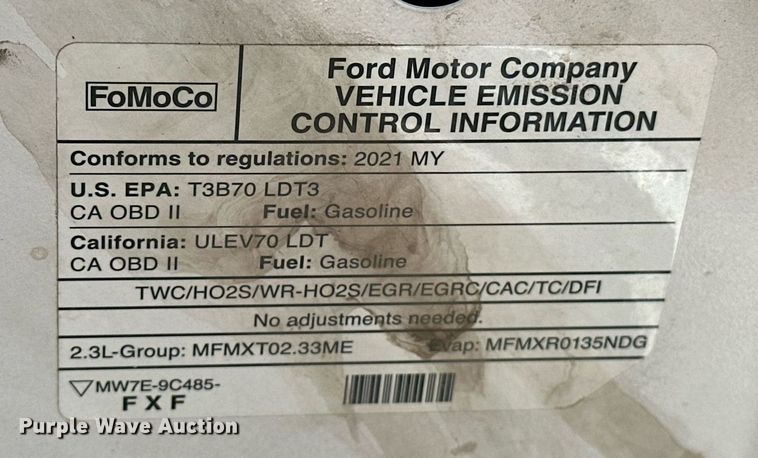 FoMoCo
Ford Motor Company
VEHICLE EMISSION
CONTROL INFORMATION
Conforms to regulations: 2021 MY
U.S. EPA: T3B70 LDT3
CA OBD II Fuel: Gasoline
California: ULEV70 LDT
CA OBD II Fuel: Gasoline
TWC/HO2S/WR-HO2S/EGR/EGRC/CAC/TC/DFI
No adjustments needed.
2.3L-Group: MFMXT02.33ME Evap: MFMXR0135NDG
MW7E-9C485-
FXF
Purple Wave Auction